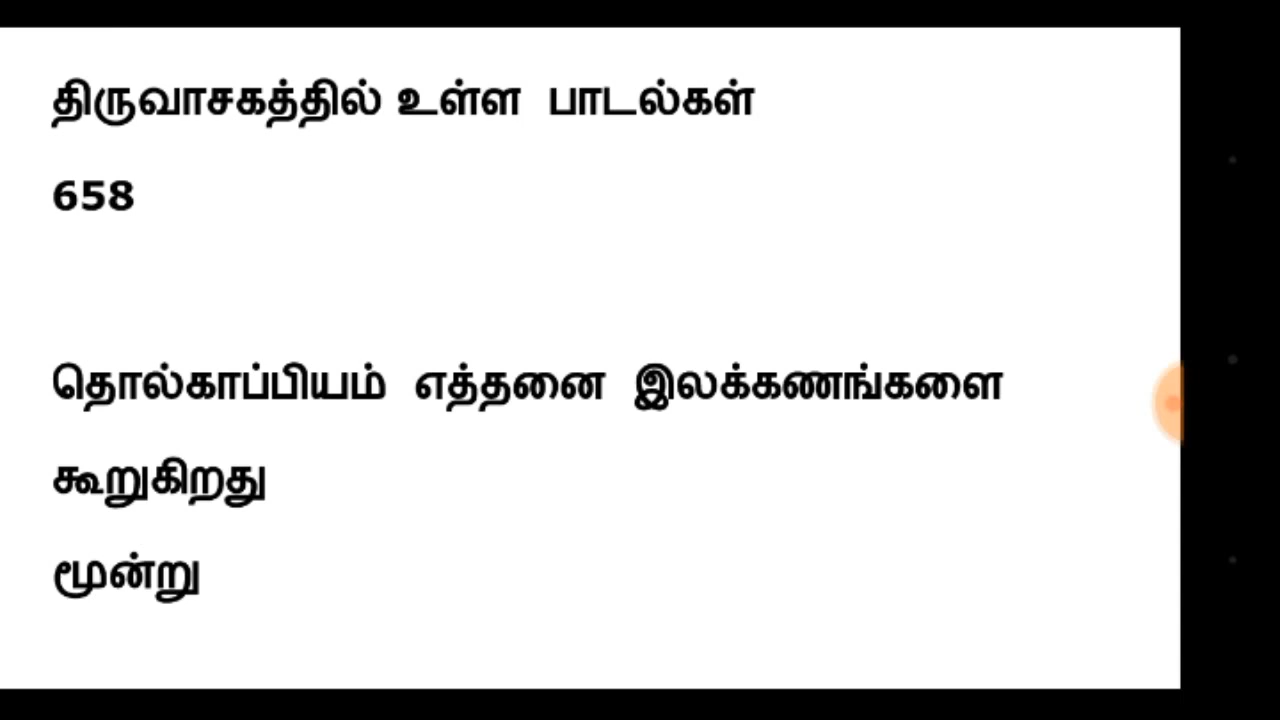 திருவாசகத்தில் உள்ள பாடல்கள்
658
தொல்காப்பியம் எத்தனை இலக்கணங்களை
கூறுகிறது
மூன்று